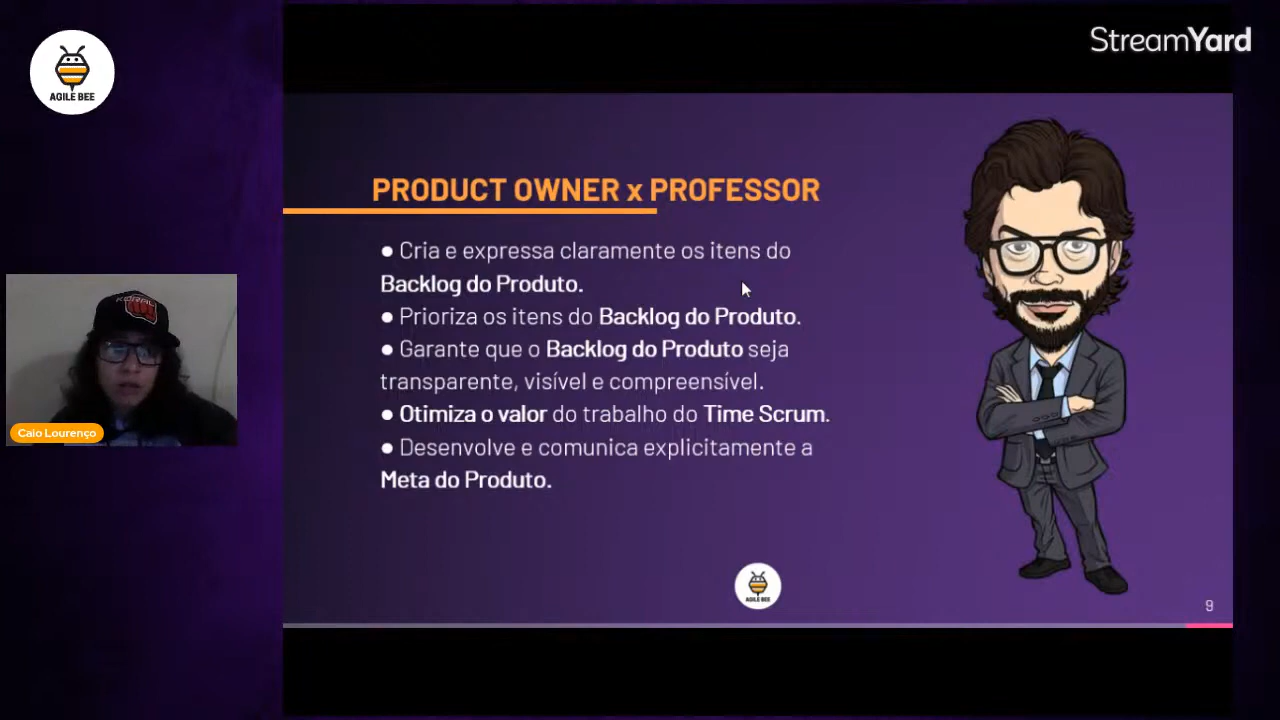 AGILE BEE
StreamYard
PRODUCT OWNER x PROFESSOR
● Cria e expressa claramente os itens do
Backlog do Produto.
● Prioriza os itens do Backlog do Produto.
● Garante que o Backlog do Produto seja
transparente, visível e compreensível.
● Otimiza o valor do trabalho do Time Scrum.
● Desenvolve e comunica explicitamente a
Meta do Produto.
KORAL
Caio Lourenço
AGILE BEE
9